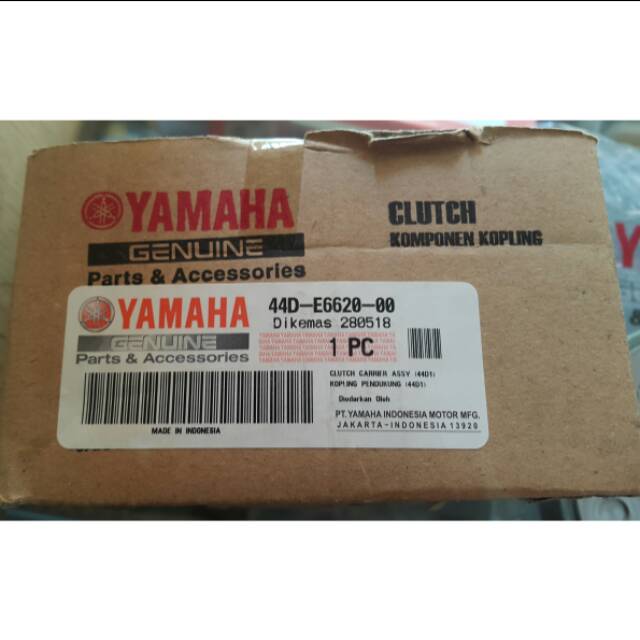 YAMAHA
GENUINE
Parts & Accessories
CLUTCH
KOMPONEN KOPLING
YAMAHA
GENUINE
Parts & Accessories
44D-E6620-00
Dikemas 280518
1 PC
CLUTCH CARRIER ASSY (44D1)
KOPLING PENDUKUNG (44D1)
Diedarkan Oleh
PT. YAMAHA INDONESIA MOTOR MFG.
JAKARTA-INDONESIA 13920
MADE IN INDONESIA